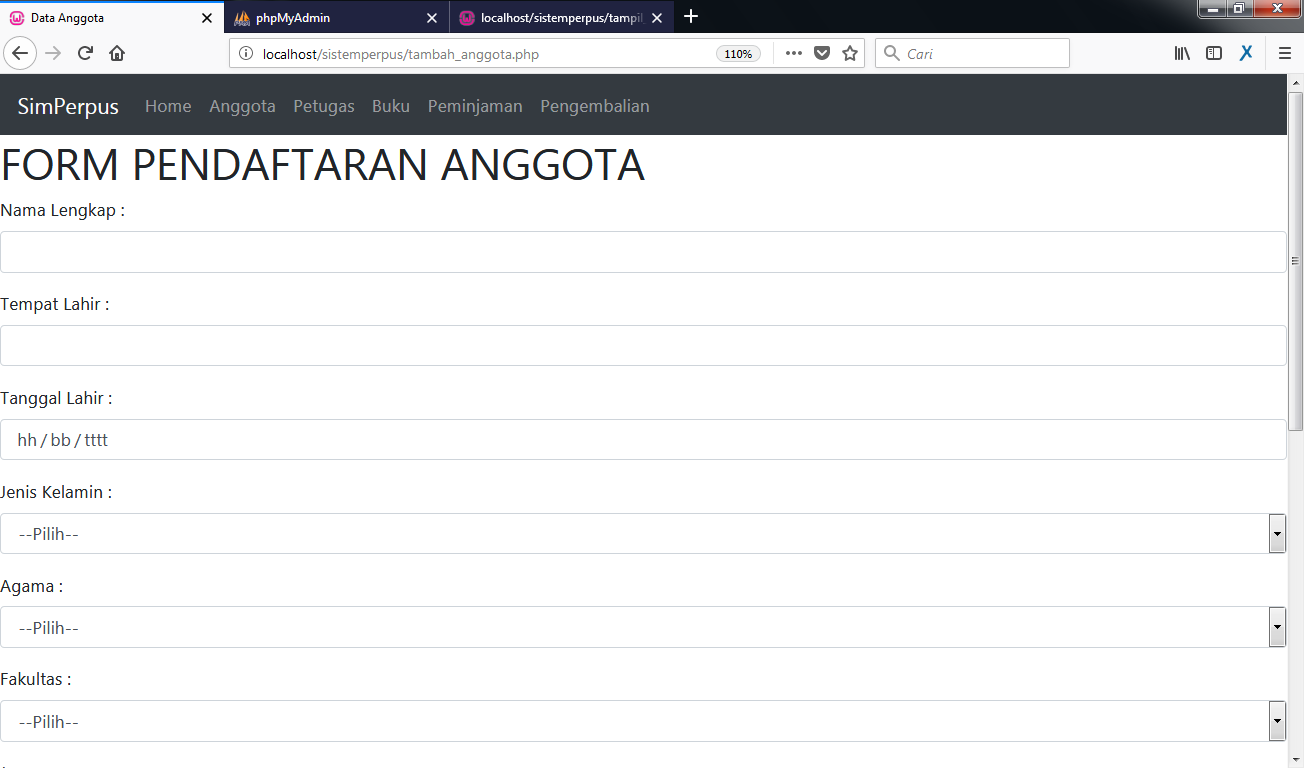 Data Anggota
phpMyAdmin
localhost/sistemperpus/tampil
localhost/sistemperpus/tambah_anggota.php
110%
Cari
SimPerpus Home Anggota Petugas Buku Peminjaman Pengembalian
FORM PENDAFTARAN ANGGOTA
Nama Lengkap :
Tempat Lahir :
Tanggal Lahir :
hh / bb / tttt
Jenis Kelamin :
--Pilih--
Agama :
--Pilih--
Fakultas :
--Pilih--